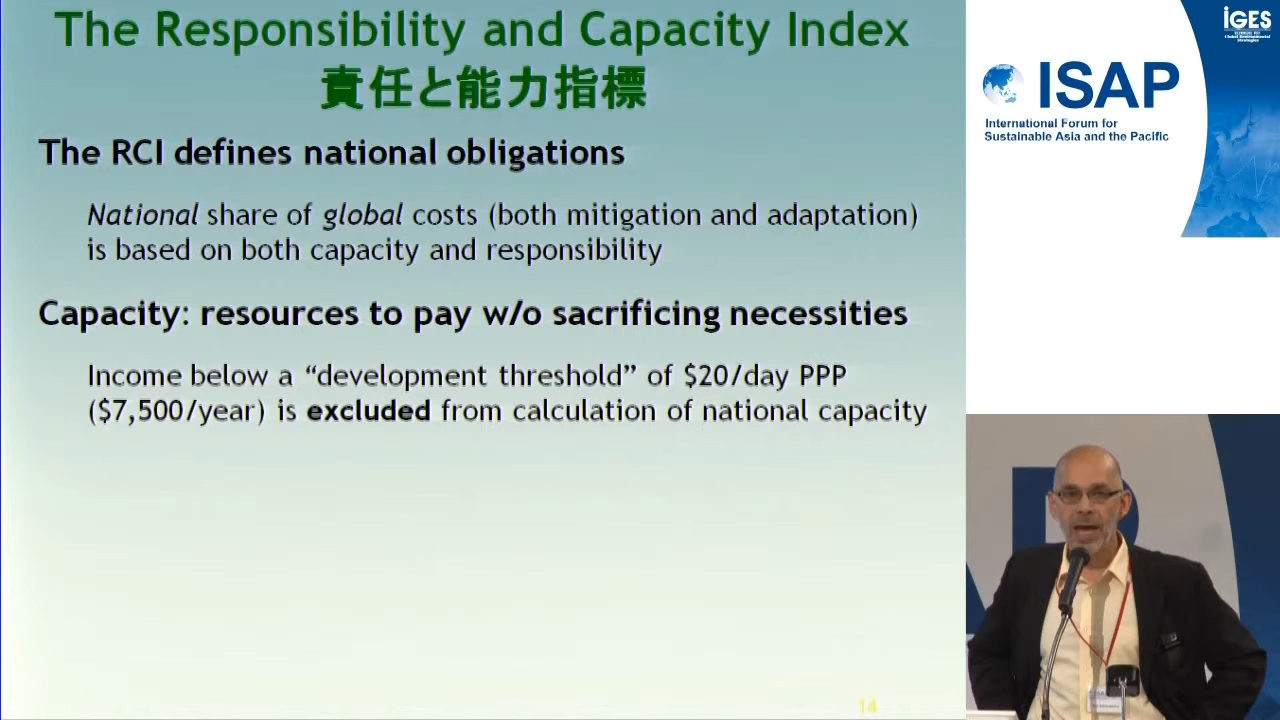 The Responsibility and Capacity Index
責任と能力指標
The RCI defines national obligations
National share of global costs (both mitigation and adaptation)
is based on both capacity and responsibility
Capacity: resources to pay w/o sacrificing necessities
Income below a “development threshold” of $20/day PPP
($7,500/year) is excluded from calculation of national capacity
14
IGES
ISAP
International Forum for
Sustainable Asia and the Pacific